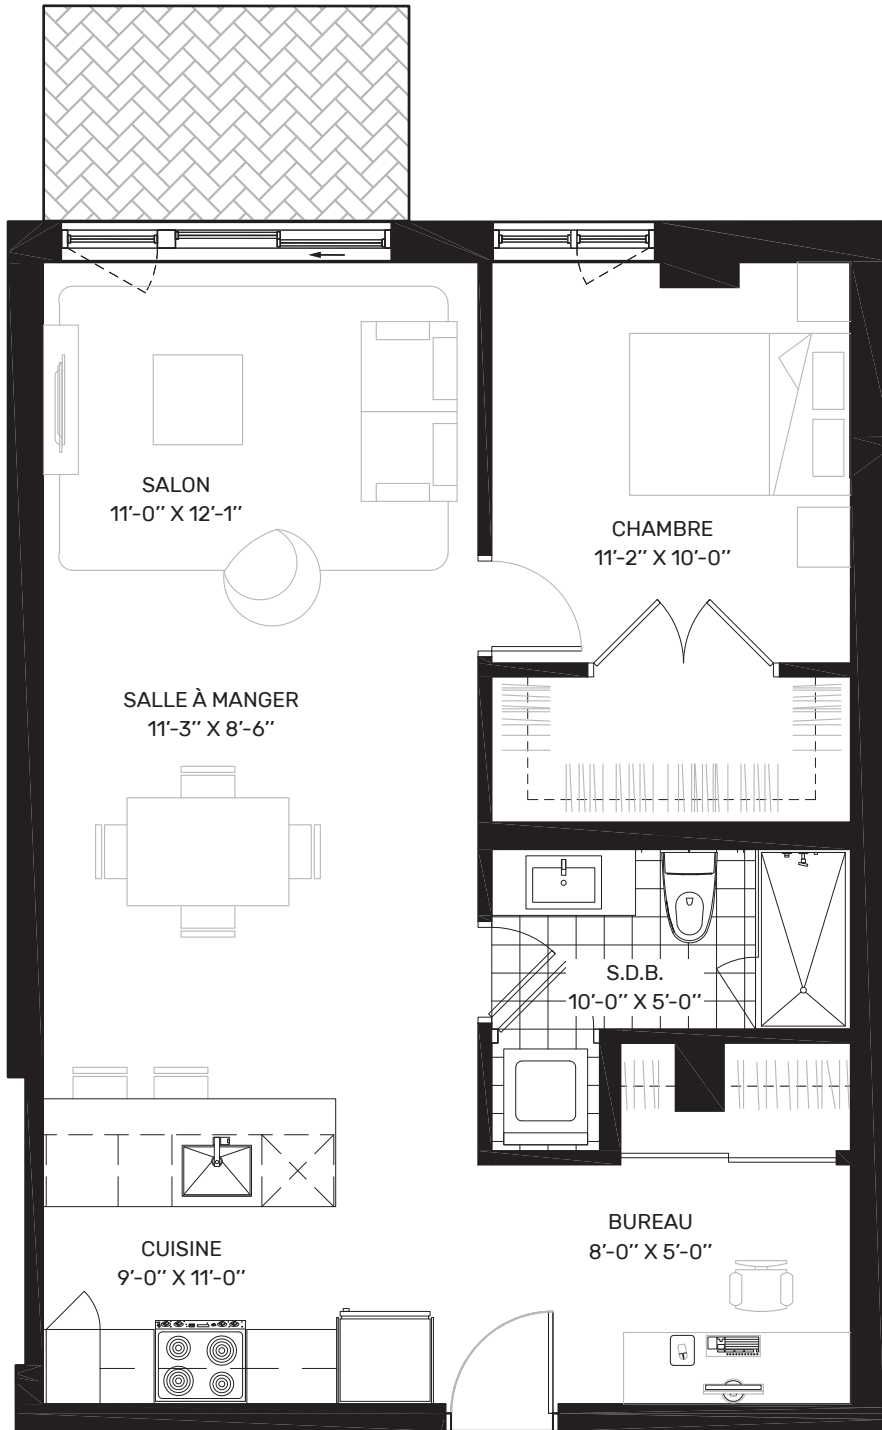 SALON
11'-0'' X 12'-1''
CHAMBRE
11'-2'' X 10'-0''
SALLE À MANGER
11'-3'' X 8'-6''
S.D.B.
10'-0'' X 5'-0''
BUREAU
8'-0'' X 5'-0''
CUISINE
9'-0'' X 11'-0''